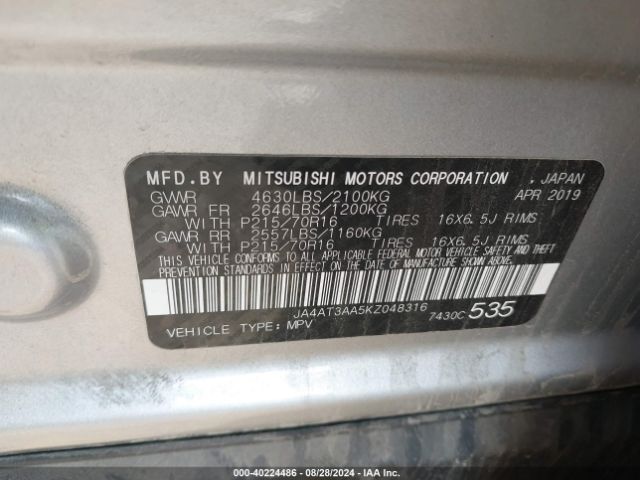 MFD.BY MITSUBISHI MOTORS CORPORATION . JAPAN
GVWR 4630LBS/2100KG APR 2019
GAWR FR 2646LBS/1200KG
WITH P215/70R16 TIRES 16X6.5J RIMS
GAWR RR 2557LBS/1160KG
WITH P215/70R16 TIRES 16X6.5J RIMS
THIS VEHICLE CONFORMS TO ALL APPLICABLE FEDERAL MOTOR VEHICLE SAFETY AND THEFT
PREVENTION STANDARDS IN EFFECT ON THE DATE OF MANUFACTURE SHOWN ABOVE.
JA4AT3AA5KZ048316
VEHICLE TYPE:MPV 7430C 535
000-40224486 - 08/28/2024 - IAA Inc.